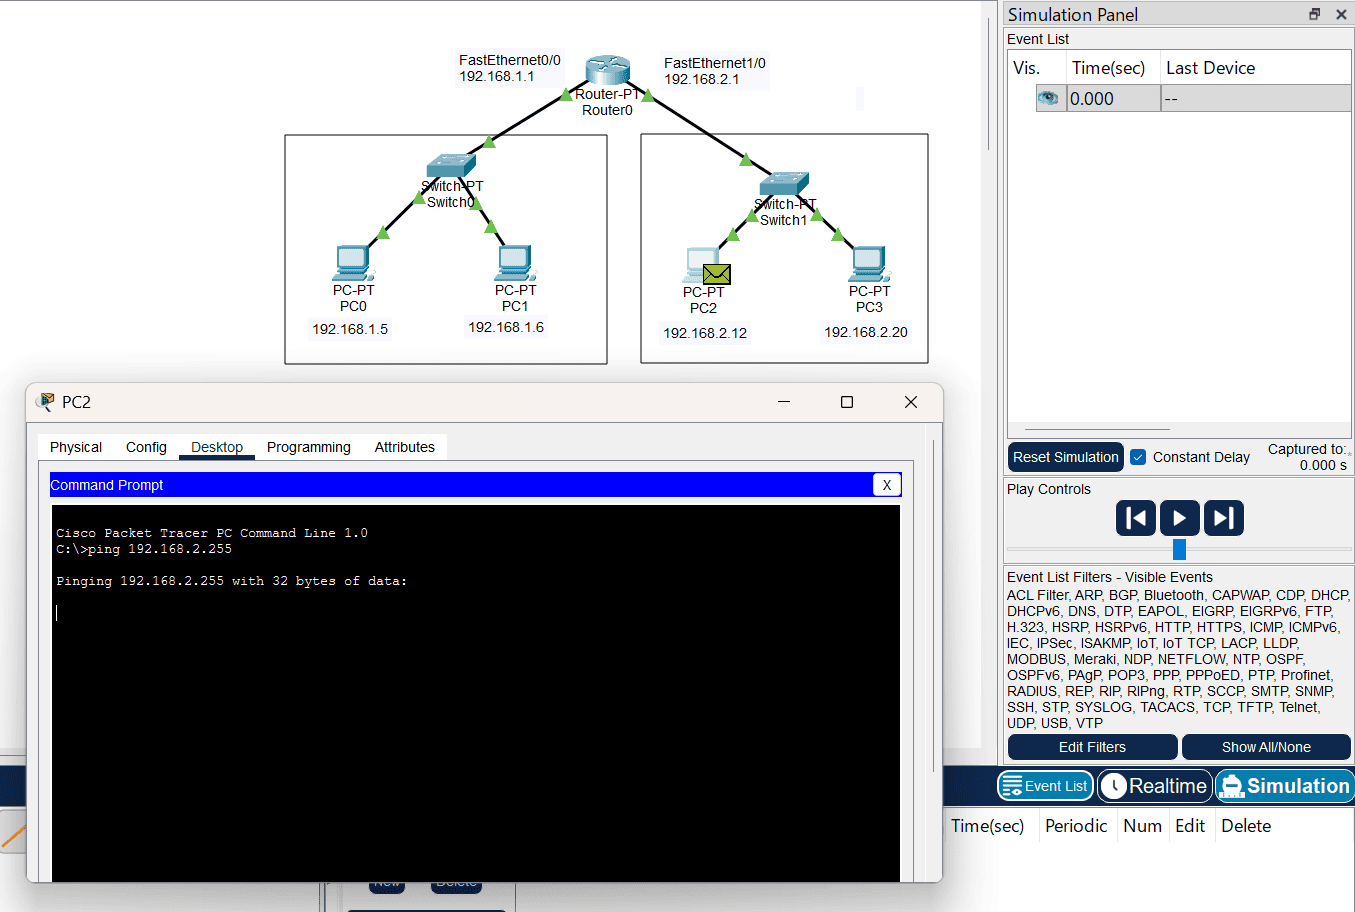 Simulation Panel
Event List
Vis. Time(sec) Last Device
0.000 --
FastEthernet0/0
192.168.1.1
FastEthernet1/0
192.168.2.1
Router-PT
Router0
Switch-PT
Switch0
Switch-PT
Switch1
PC-PT
PC0
PC-PT
PC1
PC-PT
PC2
PC-PT
PC3
192.168.1.5
192.168.1.6
192.168.2.12
192.168.2.20
PC2
Physical Config Desktop Programming Attributes
Command Prompt X
Cisco Packet Tracer PC Command Line 1.0
C:\>ping 192.168.2.255
Pinging 192.168.2.255 with 32 bytes of data:
New Delete
Reset Simulation Constant Delay Captured to:
0.000 s
Play Controls
Event List Filters - Visible Events
ACL Filter, ARP, BGP, Bluetooth, CAPWAP, CDP, DHCP,
DHCPv6, DNS, DTP, EAPOL, EIGRP, EIGRPv6, FTP,
H.323, HSRP, HSRPv6, HTTP, HTTPS, ICMP, ICMPv6,
IEC, IPSec, ISAKMP, IoT, IoT TCP, LACP, LLDP,
MODBUS, Meraki, NDP, NETFLOW, NTP, OSPF,
OSPFv6, PAgP, POP3, PPP, PPPoED, PTP, Profinet,
RADIUS, REP, RIP, RIPng, RTP, SCCP, SMTP, SNMP,
SSH, STP, SYSLOG, TACACS, TCP, TFTP, Telnet,
UDP, USB, VTP
Edit Filters Show All/None
Event List Realtime Simulation
Time(sec) Periodic Num Edit Delete